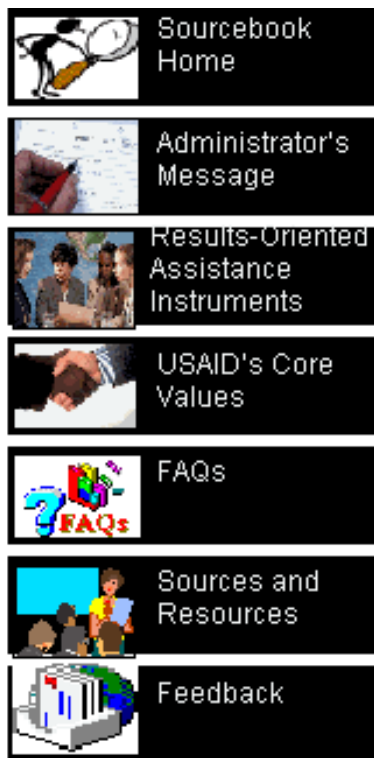 Sourcebook
Home
Administrator's
Message
Results-Oriented
Assistance
Instruments
USAID's Core
Values
FAQs
FAQs
Sources and
Resources
Feedback